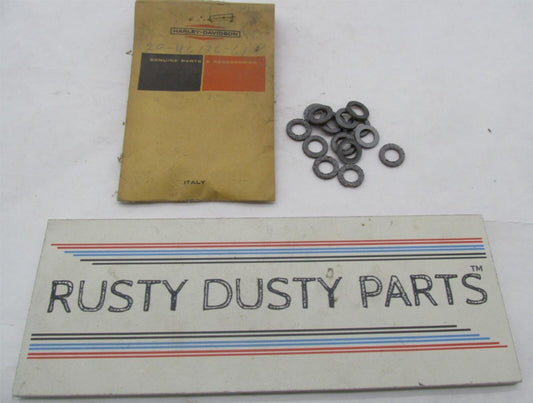 HARLEY-DAVIDSON
GENUINE PARTS & ACCESSORIES
ITALY
RUSTY DUSTY PARTS™